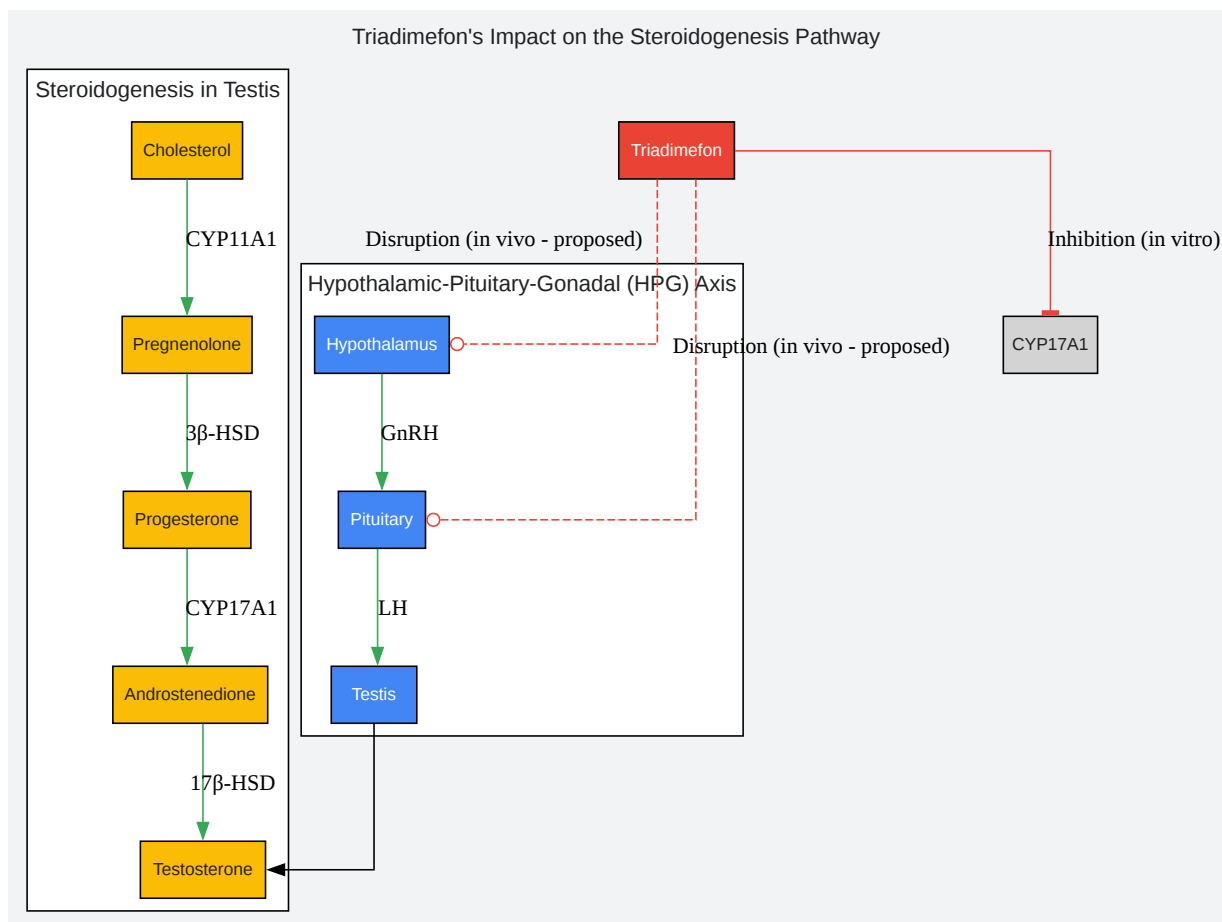 Triadimefon's Impact on the Steroidogenesis Pathway
Steroidogenesis in Testis
Cholesterol
CYP11A1
Pregnenolone
3β-HSD
Progesterone
CYP17A1
Androstenedione
17β-HSD
Testosterone
Triadimefon
Disruption (in vivo - proposed)
Inhibition (in vitro)
Hypothalamic-Pituitary-Gonadal (HPG) Axis
Hypothalamus
Disruption (in vivo - proposed)
CYP17A1
GnRH
Pituitary
LH
Testis